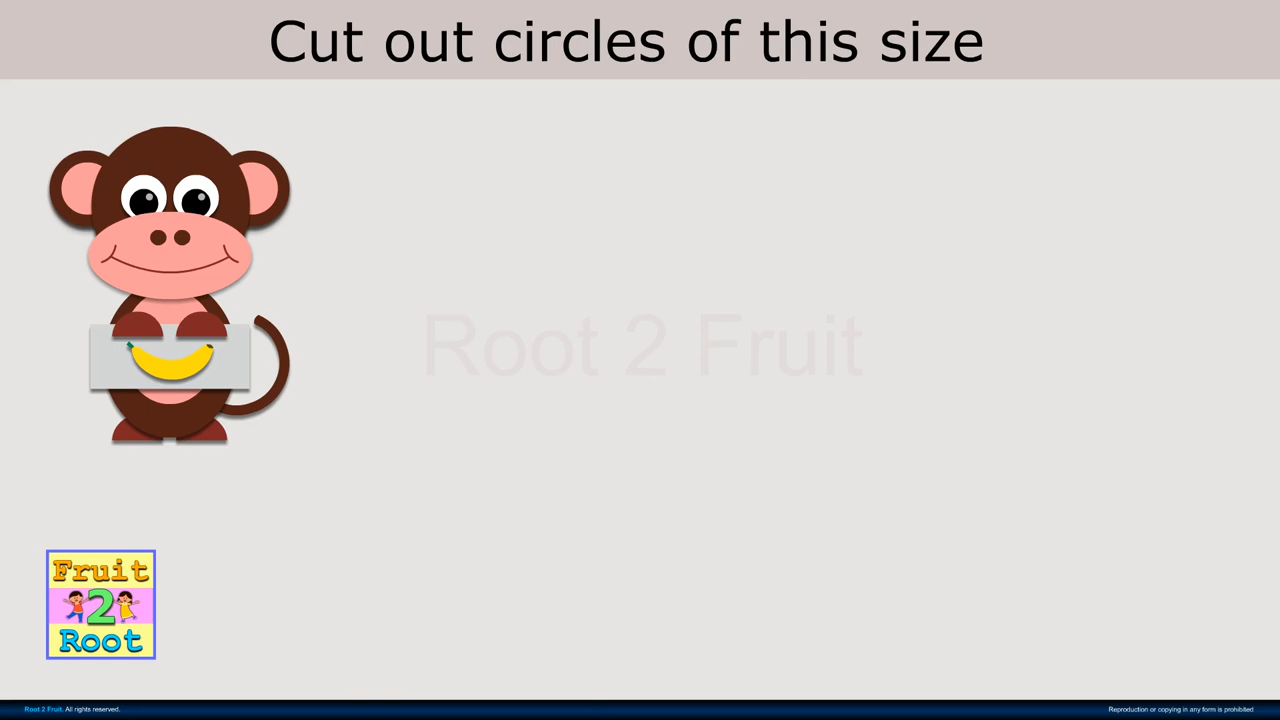 Cut out circles of this size
Root 2 Fruit
Fruit
2
Root
Root 2 Fruit. All rights reserved.
Reproduction or copying in any form is prohibited